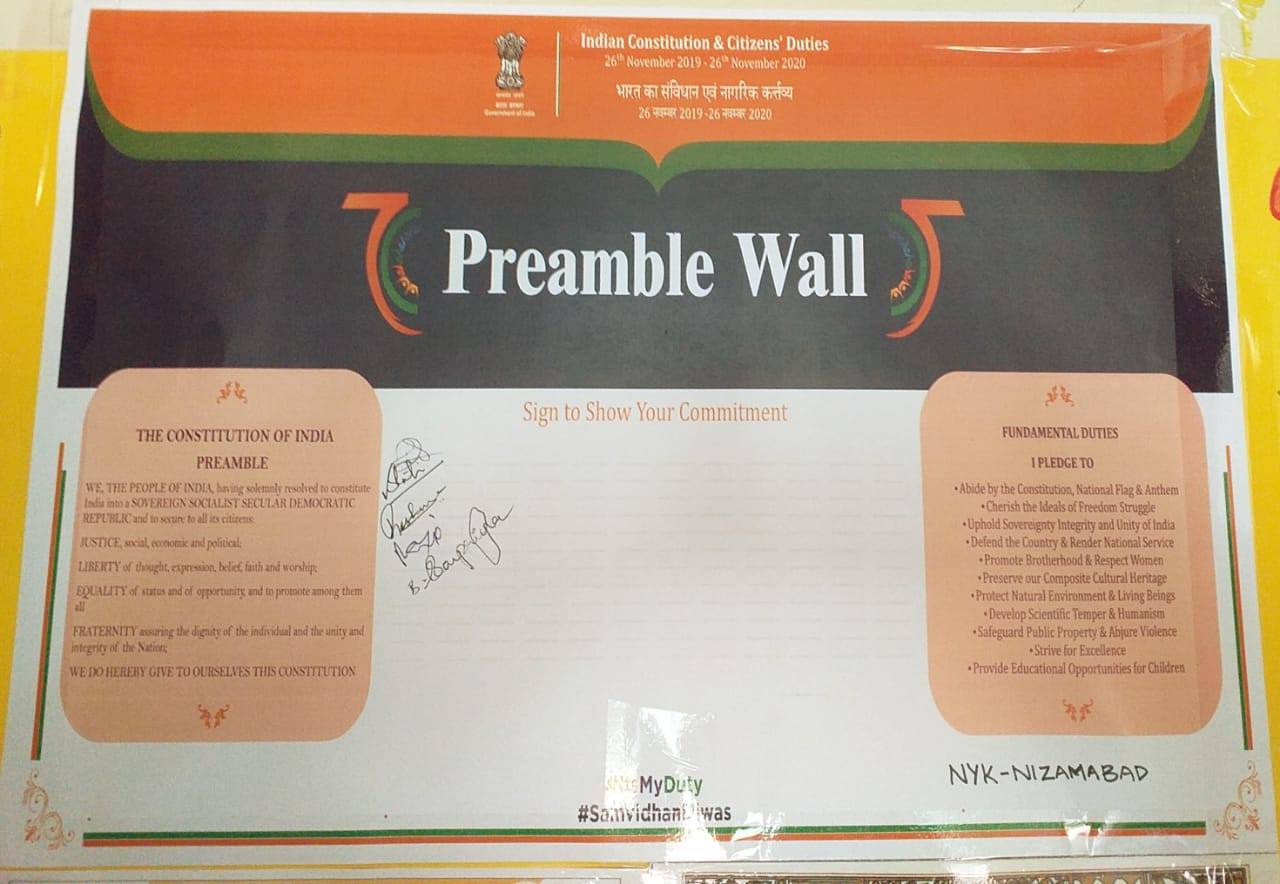 Indian Constitution & Citizens' Duties
26th November 2019 - 26th November 2020
भारत का संविधान एवं नागरिक कर्त्तव्य
26 नवम्बर 2019 -26 नवम्बर 2020
सत्यमेव जयते
भारत सरकार
Government of India
Preamble Wall
Sign to Show Your Commitment
THE CONSTITUTION OF INDIA
PREAMBLE
WE, THE PEOPLE OF INDIA, having solemnly resolved to constitute
India into a SOVEREIGN SOCIALIST SECULAR DEMOCRATIC
REPUBLIC and to secure to all its citizens:
JUSTICE, social, economic and political;
LIBERTY of thought, expression, belief, faith and worship;
EQUALITY of status and of opportunity, and to promote among them
all
FRATERNITY assuring the dignity of the individual and the unity and
integrity of the Nation;
WE DO HEREBY GIVE TO OURSELVES THIS CONSTITUTION
FUNDAMENTAL DUTIES
I PLEDGE TO
• Abide by the Constitution, National Flag & Anthem
• Cherish the Ideals of Freedom Struggle
• Uphold Sovereignty Integrity and Unity of India
• Defend the Country & Render National Service
• Promote Brotherhood & Respect Women
• Preserve our Composite Cultural Heritage
• Protect Natural Environment & Living Beings
• Develop Scientific Temper & Humanism
• Safeguard Public Property & Abjure Violence
• Strive for Excellence
• Provide Educational Opportunities for Children
NYK-NIZAMABAD
#ItsMyDuty
#SamvidhanDiwas